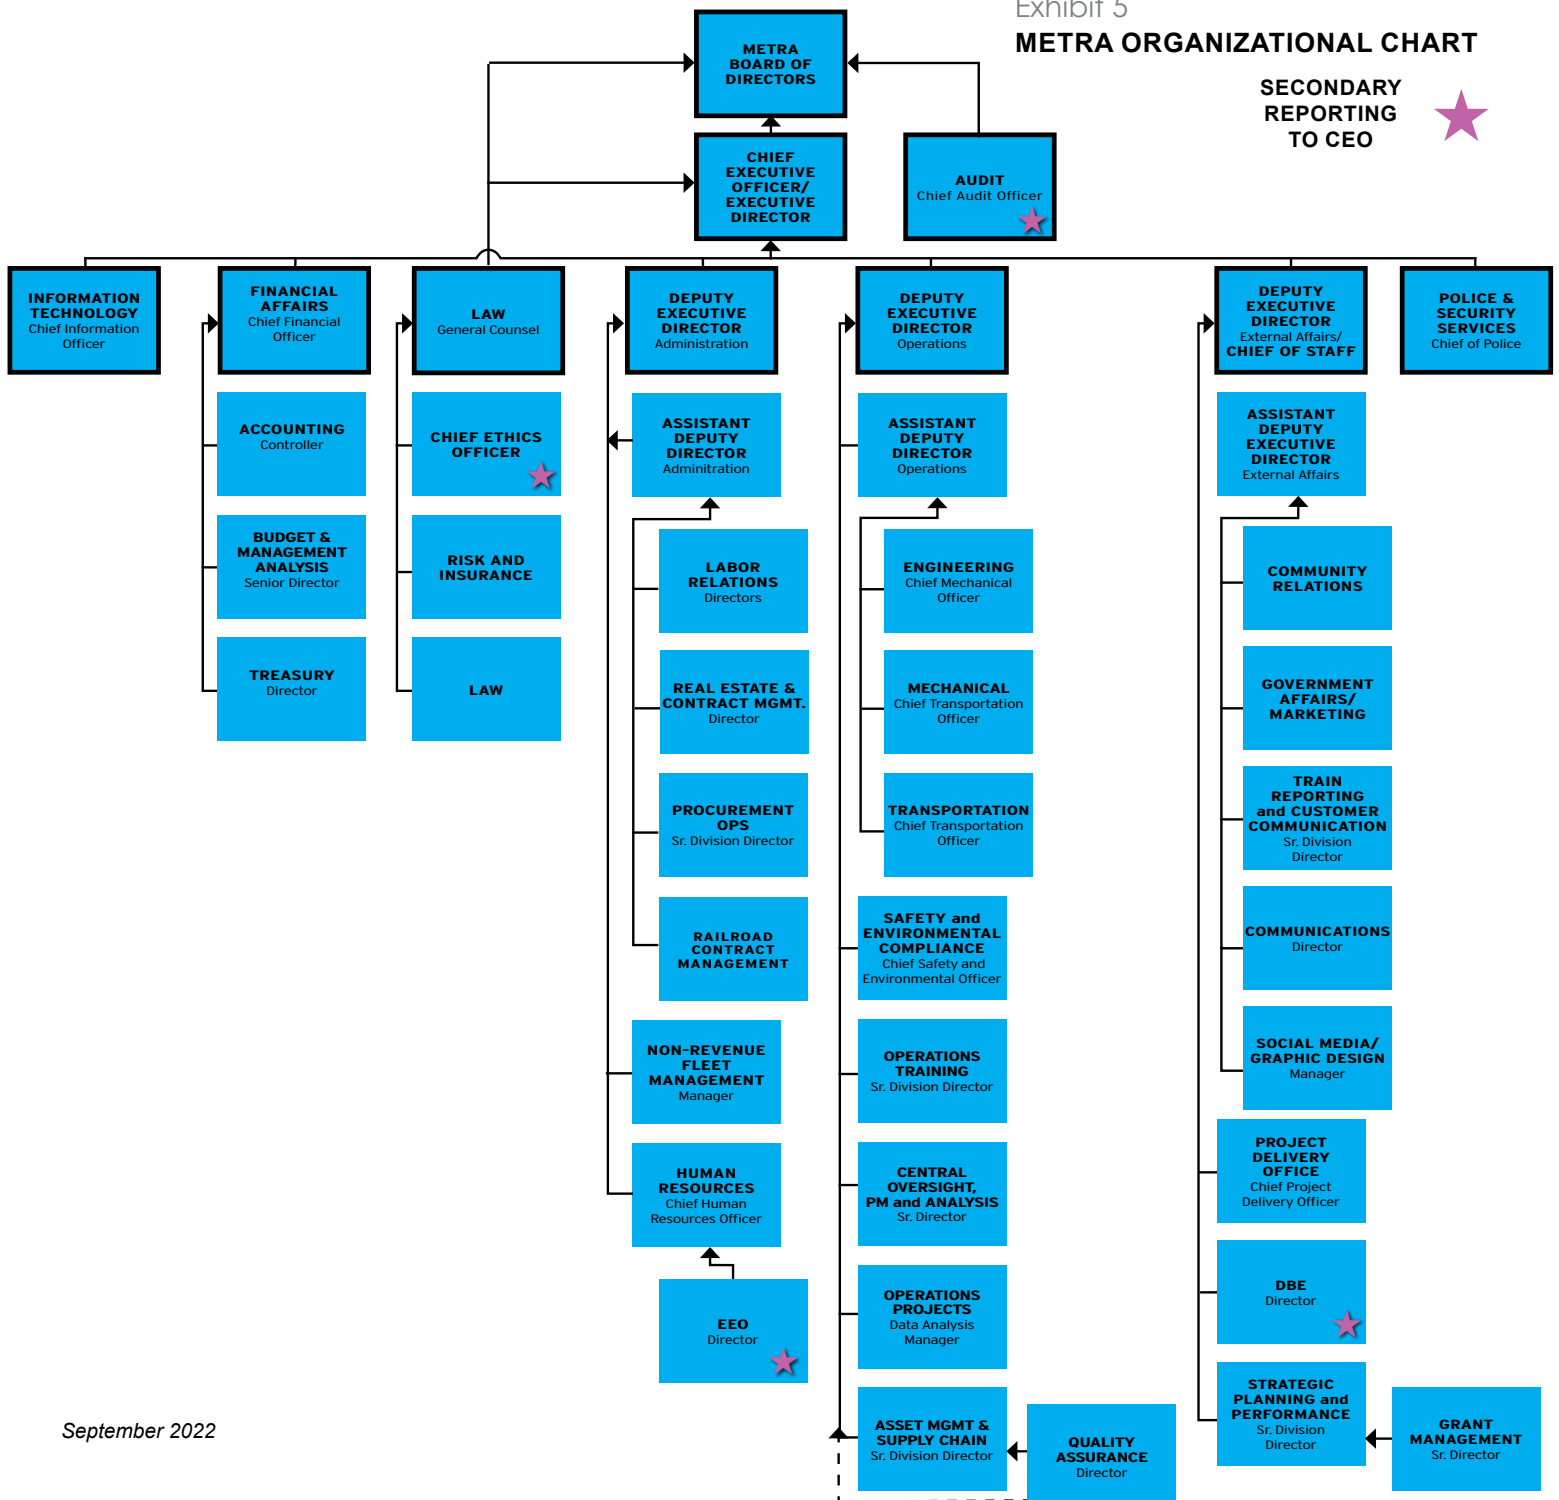 Exhibit 5
METRA ORGANIZATIONAL CHART
SECONDARY
REPORTING
TO CEO
METRA
BOARD OF
DIRECTORS
CHIEF
EXECUTIVE
OFFICER/
EXECUTIVE
DIRECTOR
AUDIT
Chief Audit Officer
INFORMATION
TECHNOLOGY
Chief Information
Officer
FINANCIAL
AFFAIRS
Chief Financial
Officer
LAW
General Counsel
DEPUTY
EXECUTIVE
DIRECTOR
Administration
DEPUTY
EXECUTIVE
DIRECTOR
Operations
DEPUTY
EXECUTIVE
DIRECTOR
External Affairs/
CHIEF OF STAFF
POLICE &
SECURITY
SERVICES
Chief of Police
ACCOUNTING
Controller
BUDGET &
MANAGEMENT
ANALYSIS
Senior Director
TREASURY
Director
CHIEF ETHICS
OFFICER
RISK AND
INSURANCE
LAW
ASSISTANT
DEPUTY
DIRECTOR
Adminitration
LABOR
RELATIONS
Directors
REAL ESTATE &
CONTRACT MGMT.
Director
PROCUREMENT
OPS
Sr. Division Director
RAILROAD
CONTRACT
MANAGEMENT
NON-REVENUE
FLEET
MANAGEMENT
Manager
HUMAN
RESOURCES
Chief Human
Resources Officer
EEO
Director
ASSISTANT
DEPUTY
DIRECTOR
Operations
ENGINEERING
Chief Mechanical
Officer
MECHANICAL
Chief Transportation
Officer
TRANSPORTATION
Chief Transportation
Officer
SAFETY and
ENVIRONMENTAL
COMPLIANCE
Chief Safety and
Environmental Officer
OPERATIONS
TRAINING
Sr. Division Director
CENTRAL
OVERSIGHT,
PM and ANALYSIS
Sr. Director
OPERATIONS
PROJECTS
Data Analysis
Manager
ASSET MGMT &
SUPPLY CHAIN
Sr. Division Director
QUALITY
ASSURANCE
Director
ASSISTANT
DEPUTY
EXECUTIVE
DIRECTOR
External Affairs
COMMUNITY
RELATIONS
GOVERNMENT
AFFAIRS/
MARKETING
TRAIN
REPORTING
and CUSTOMER
COMMUNICATION
Sr. Division
Director
COMMUNICATIONS
Director
SOCIAL MEDIA/
GRAPHIC DESIGN
Manager
PROJECT
DELIVERY
OFFICE
Chief Project
Delivery Officer
DBE
Director
STRATEGIC
PLANNING and
PERFORMANCE
Sr. Division
Director
GRANT
MANAGEMENT
Sr. Director
September 2022